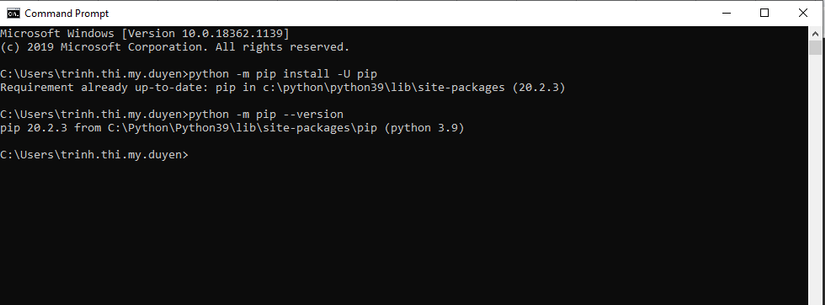 Command Prompt
Microsoft Windows [Version 10.0.18362.1139]
(c) 2019 Microsoft Corporation. All rights reserved.
C:\Users\trinh.thi.my.duyen>python -m pip install -U pip
Requirement already up-to-date: pip in c:\python\python39\lib\site-packages (20.2.3)
C:\Users\trinh.thi.my.duyen>python -m pip --version
pip 20.2.3 from C:\Python\Python39\lib\site-packages\pip (python 3.9)
C:\Users\trinh.thi.my.duyen>